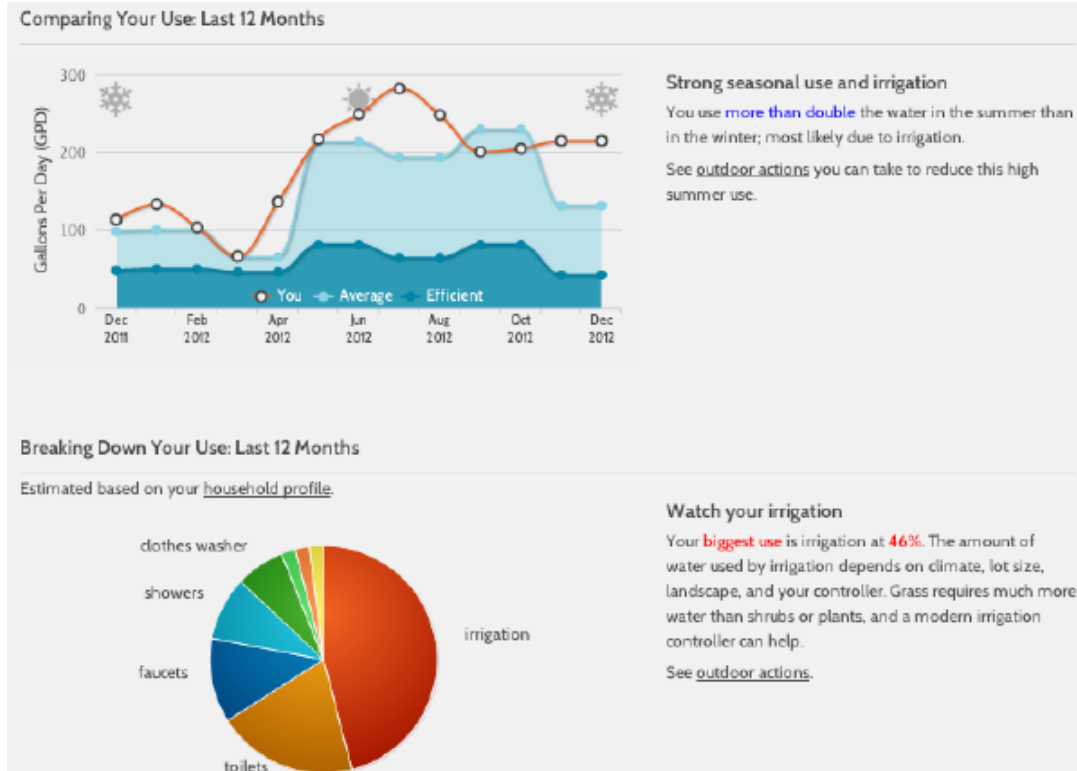 Comparing Your Use: Last 12 Months
300
200
100
0
Gallons Per Day (GPD)
You Average Efficient
Dec Feb Apr Jun Aug Oct Dec
2011 2012 2012 2012 2012 2012 2012
Strong seasonal use and irrigation
You use more than double the water in the summer than
in the winter; most likely due to irrigation.
See outdoor actions you can take to reduce this high
summer use.
Breaking Down Your Use: Last 12 Months
Estimated based on your household profile.
clothes washer
showers
faucets
toilets
irrigation
Watch your irrigation
Your biggest use is irrigation at 46%. The amount of
water used by irrigation depends on climate, lot size,
landscape, and your controller. Grass requires much more
water than shrubs or plants, and a modern irrigation
controller can help.
See outdoor actions.